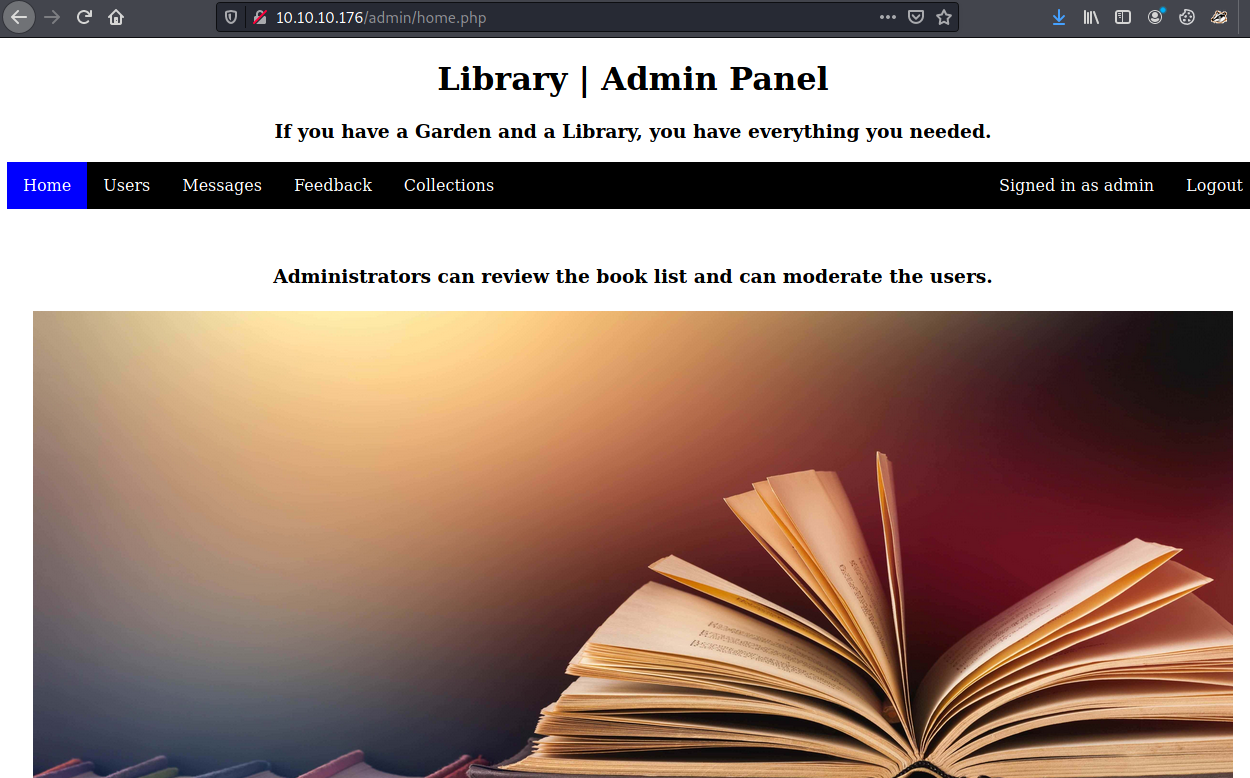 10.10.10.176/admin/home.php
Library | Admin Panel
If you have a Garden and a Library, you have everything you needed.
Home Users Messages Feedback Collections Signed in as admin Logout
Administrators can review the book list and can moderate the users.